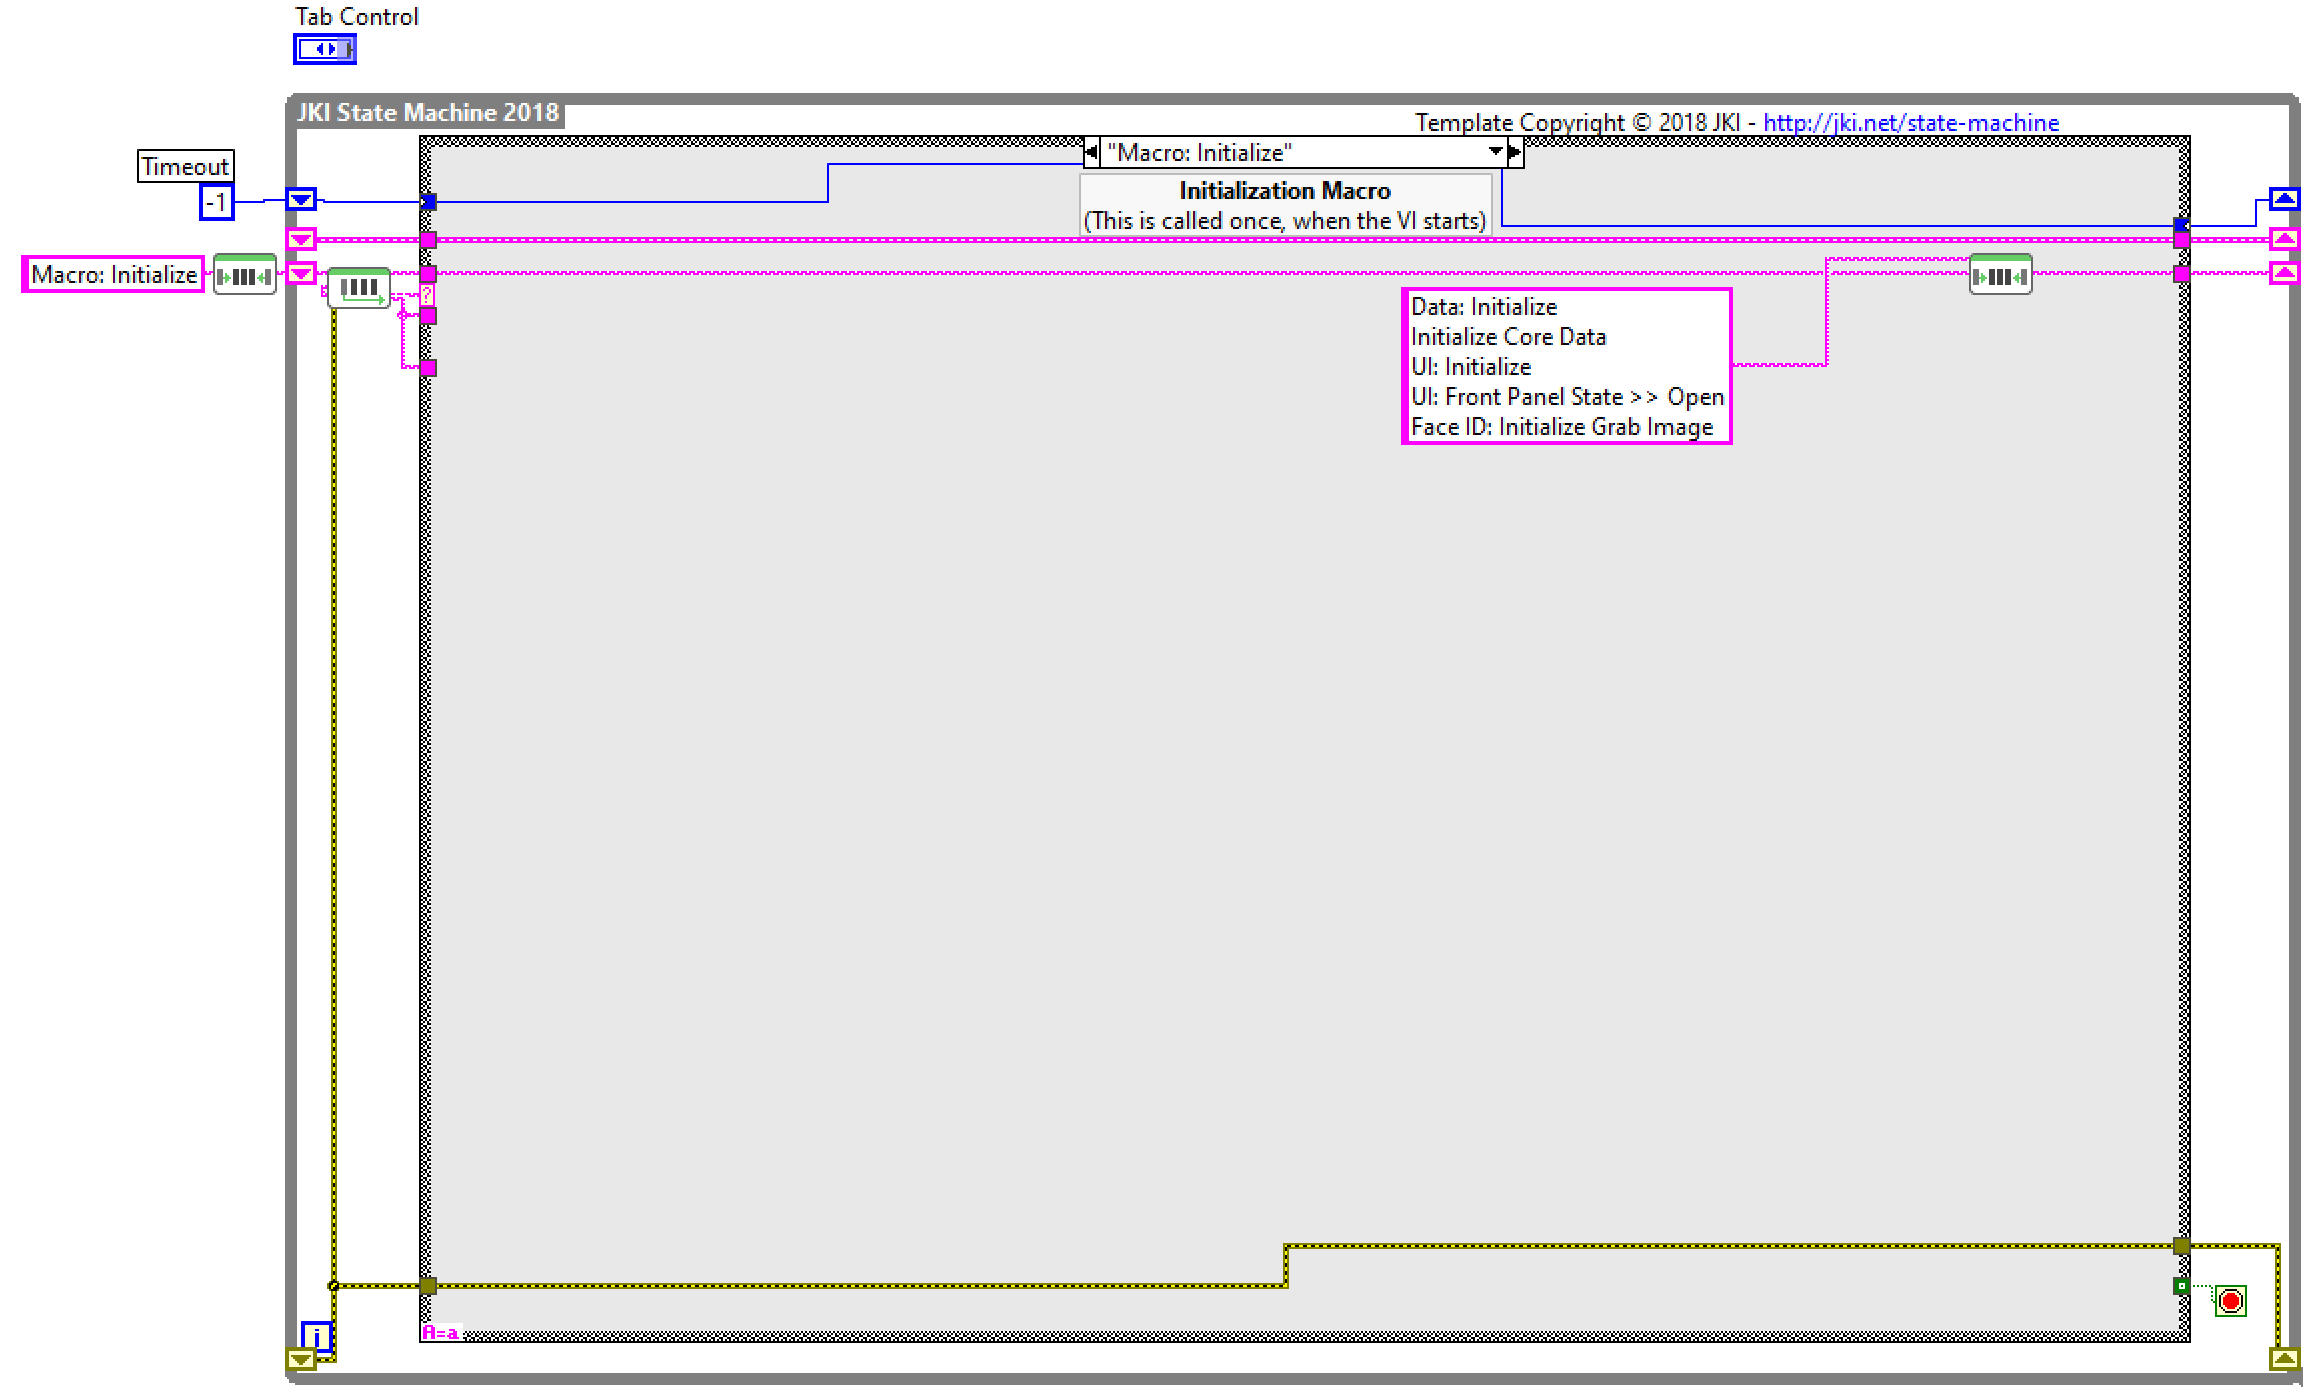 Tab Control
JKI State Machine 2018
Template Copyright © 2018 JKI - http://jki.net/state-machine
"Macro: Initialize"
Timeout
-1
Initialization Macro
(This is called once, when the VI starts)
Macro: Initialize
?
Data: Initialize
Initialize Core Data
UI: Initialize
UI: Front Panel State >> Open
Face ID: Initialize Grab Image
i
A=a